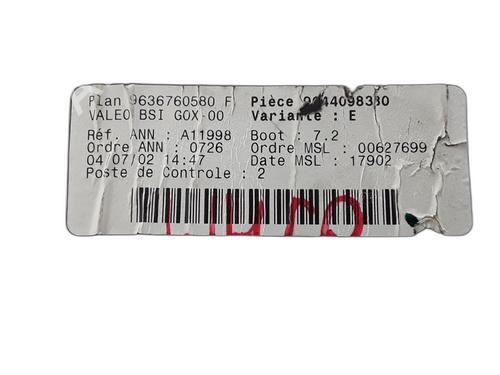 Plan 9636760580 F Pièce 9644098380
VALEO BSI G0X-00 Variante : E
Réf. ANN : A11998 Boot : 7.2
Ordre ANN : 0726 Ordre MSL : 00627699
04/07/02 14:47 Date MSL : 17902
Poste de Controle : 2